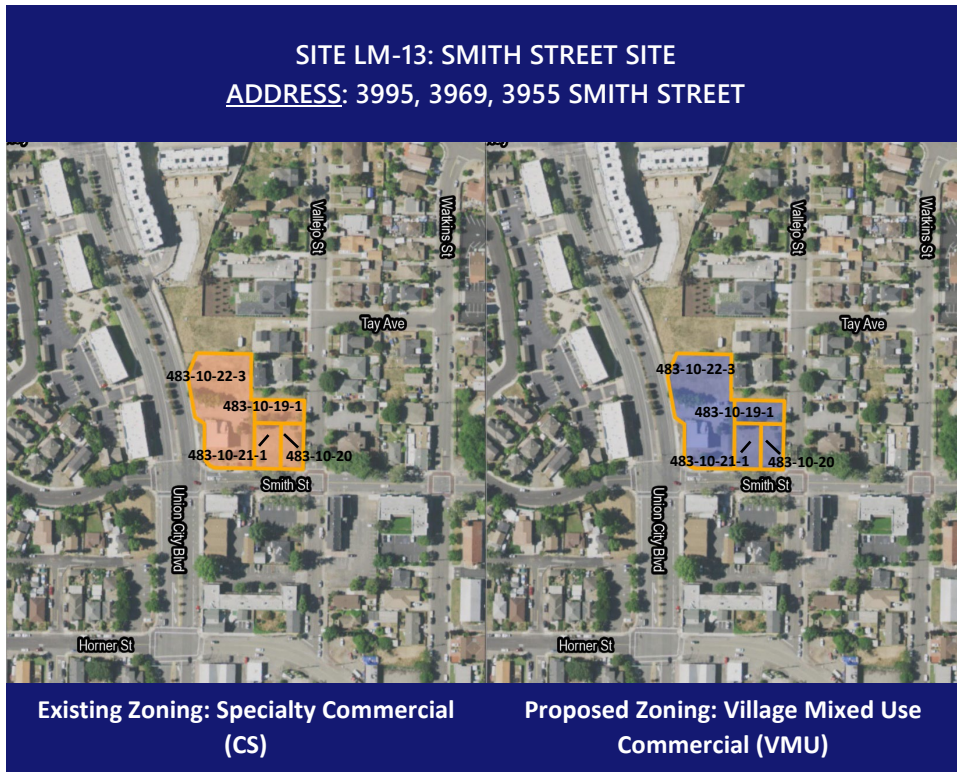 SITE LM-13: SMITH STREET SITE
ADDRESS: 3995, 3969, 3955 SMITH STREET
Vallejo St
Watkins St
Tay Ave
483-10-22-3
483-10-19-1
483-10-21-1
483-10-20
Smith St
Union City Blvd
Horner St
Vallejo St
Watkins St
Tay Ave
483-10-22-3
483-10-19-1
483-10-21-1
483-10-20
Smith St
Union City Blvd
Horner St
Existing Zoning: Specialty Commercial
(CS)
Proposed Zoning: Village Mixed Use
Commercial (VMU)